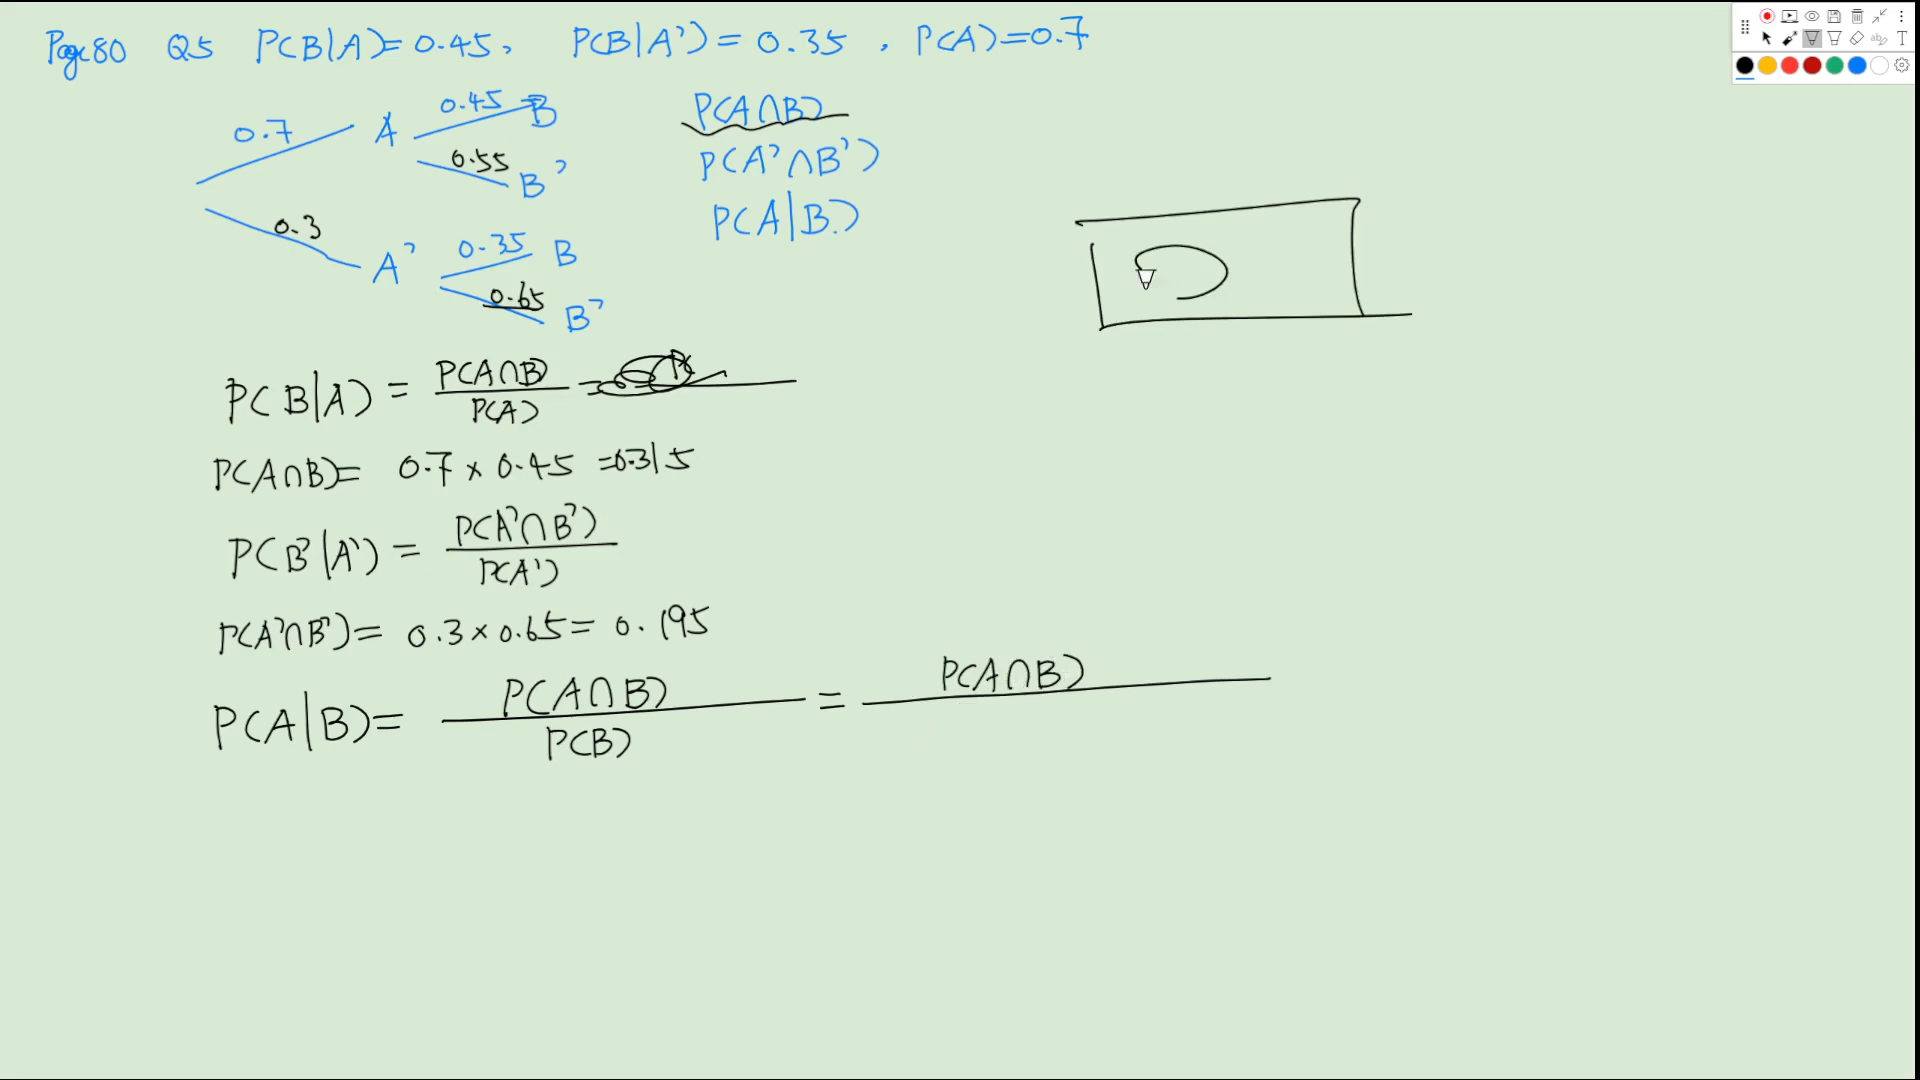 Page 80 Q5 P(B|A)=0.45, P(B|A')=0.35, P(A)=0.7
0.7 A 0.45 B P(A∩B)
0.55 B' P(A'∩B')
0.3 P(A|B)
A' 0.35 B
0.65 B'
P(B|A) = P(A∩B) / P(A) =
P(A∩B)= 0.7 × 0.45 =0.315
P(B'|A') = P(A'∩B') / P(A')
P(A'∩B')= 0.3×0.65= 0.195
P(A|B)= P(A∩B) / P(B) = P(A∩B)